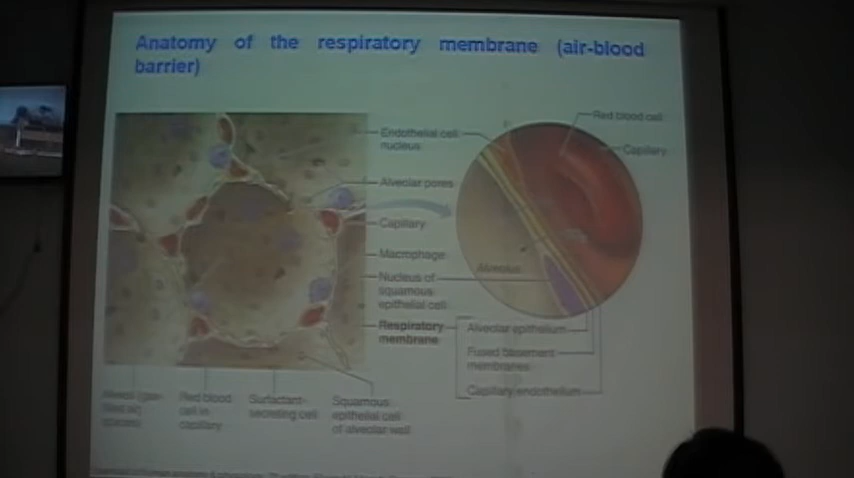 Anatomy of the respiratory membrane (air-blood
barrier)
Red blood cell
Endothelial cell
nucleus
Capillary
Alveolar pores
Capillary
Macrophage
Alveolus
Nucleus of
squamous
epithelial cell
Respiratory
membrane
Alveolar epithelium
Fused basement
membranes
Capillary endothelium
Red blood
cell in
capillary
Surfactant-
secreting cell
Squamous
epithelial cell
of alveolar wall